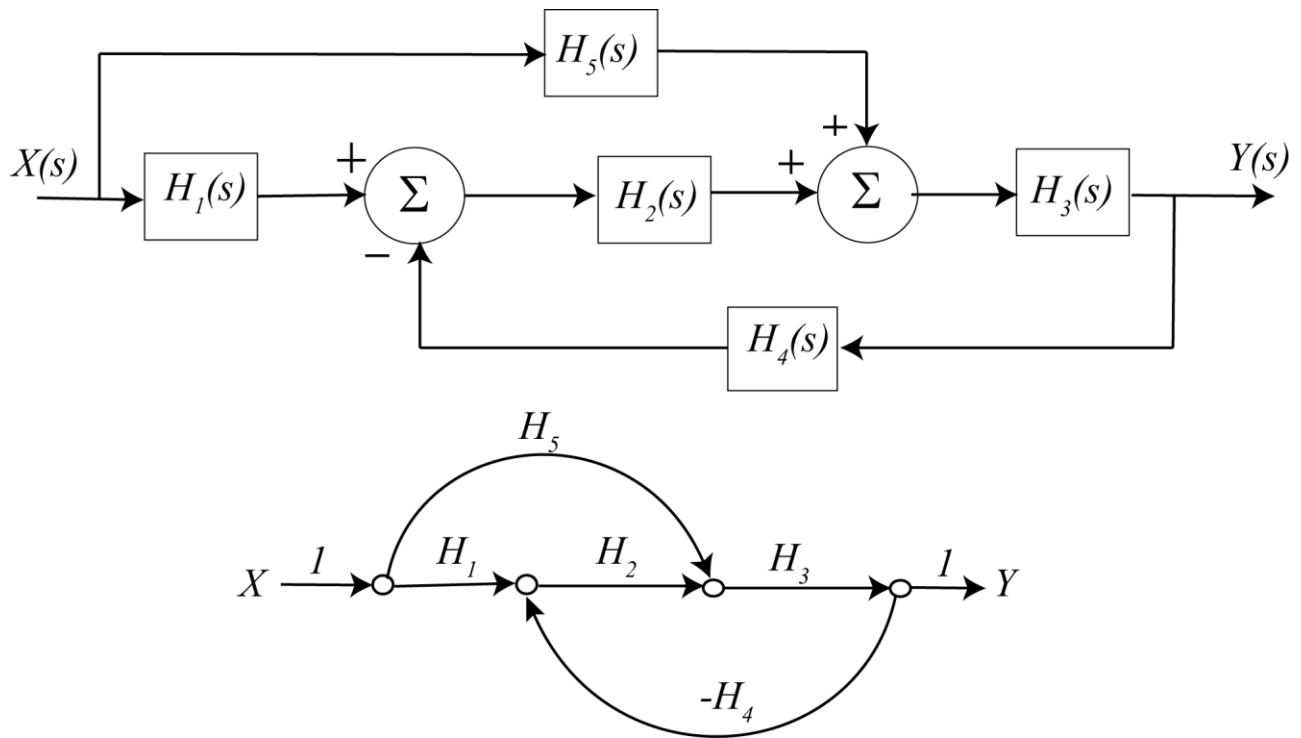 H₅(s)
+
X(s) H₁(s) + Σ H₂(s) + Σ H₃(s) Y(s)
−
H₄(s)
H₅
X 1 H₁ H₂ H₃ 1 Y
-H₄